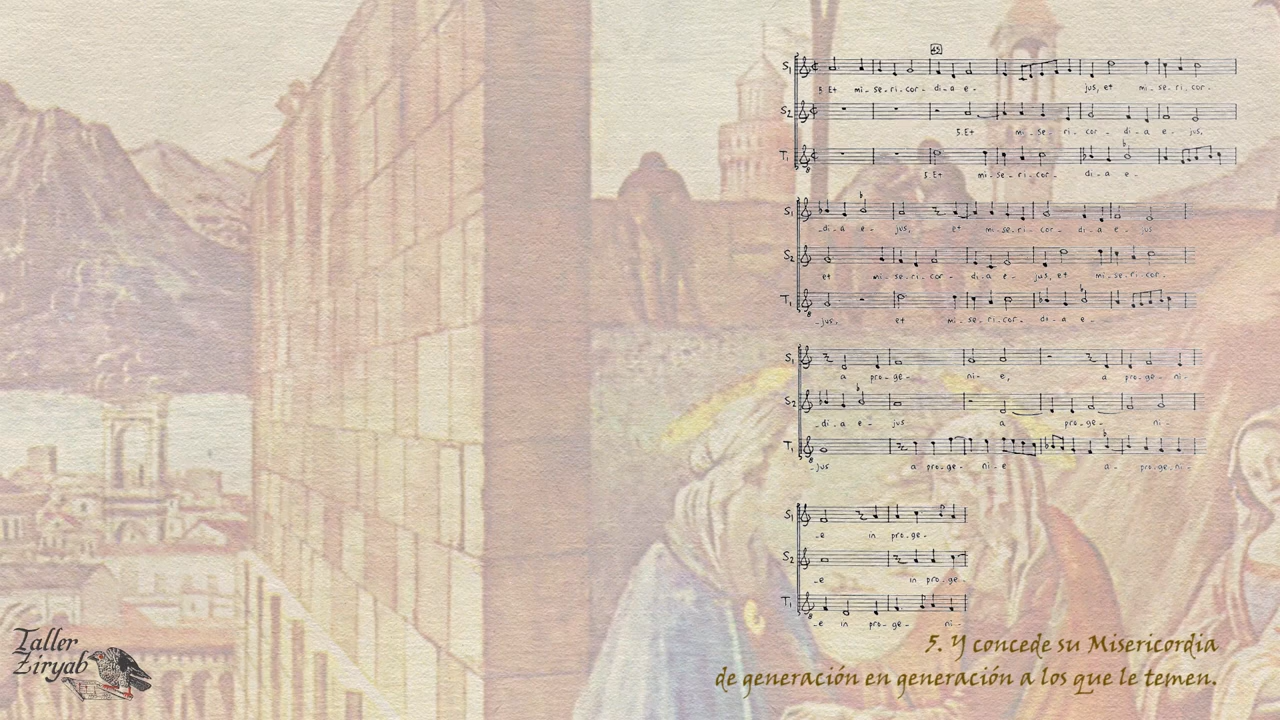 45
S1 5 Et mi-se-ri-cor- di-a e- jus, et mi-se-ri-cor-
S2 5.Et mi-se- ri- cor- di-a e- jus,
T1 5 Et mi-se-ri-cor- di-a e-
S1 -di-a e- jus, et mi-se-ri-cor- di-a e- jus
S2 et mi-se-ri-cor- di-a e- jus, et mi-se-ri-cor-
T1 -jus, et mi-se-ri-cor- di-a e-
S1 a pro-ge- ni-e, a pro-ge-ni-
S2 -di-a e-jus a pro-ge- ni-
T1 -jus a pro-ge- ni-e a- pro-ge-ni-
S1 -e in pro-ge-
S2 -e in pro-ge-
T1 -e in pro-ge- ni-
5. Y concede su Misericordia
de generación en generación a los que le temen.
Taller
Ziryab